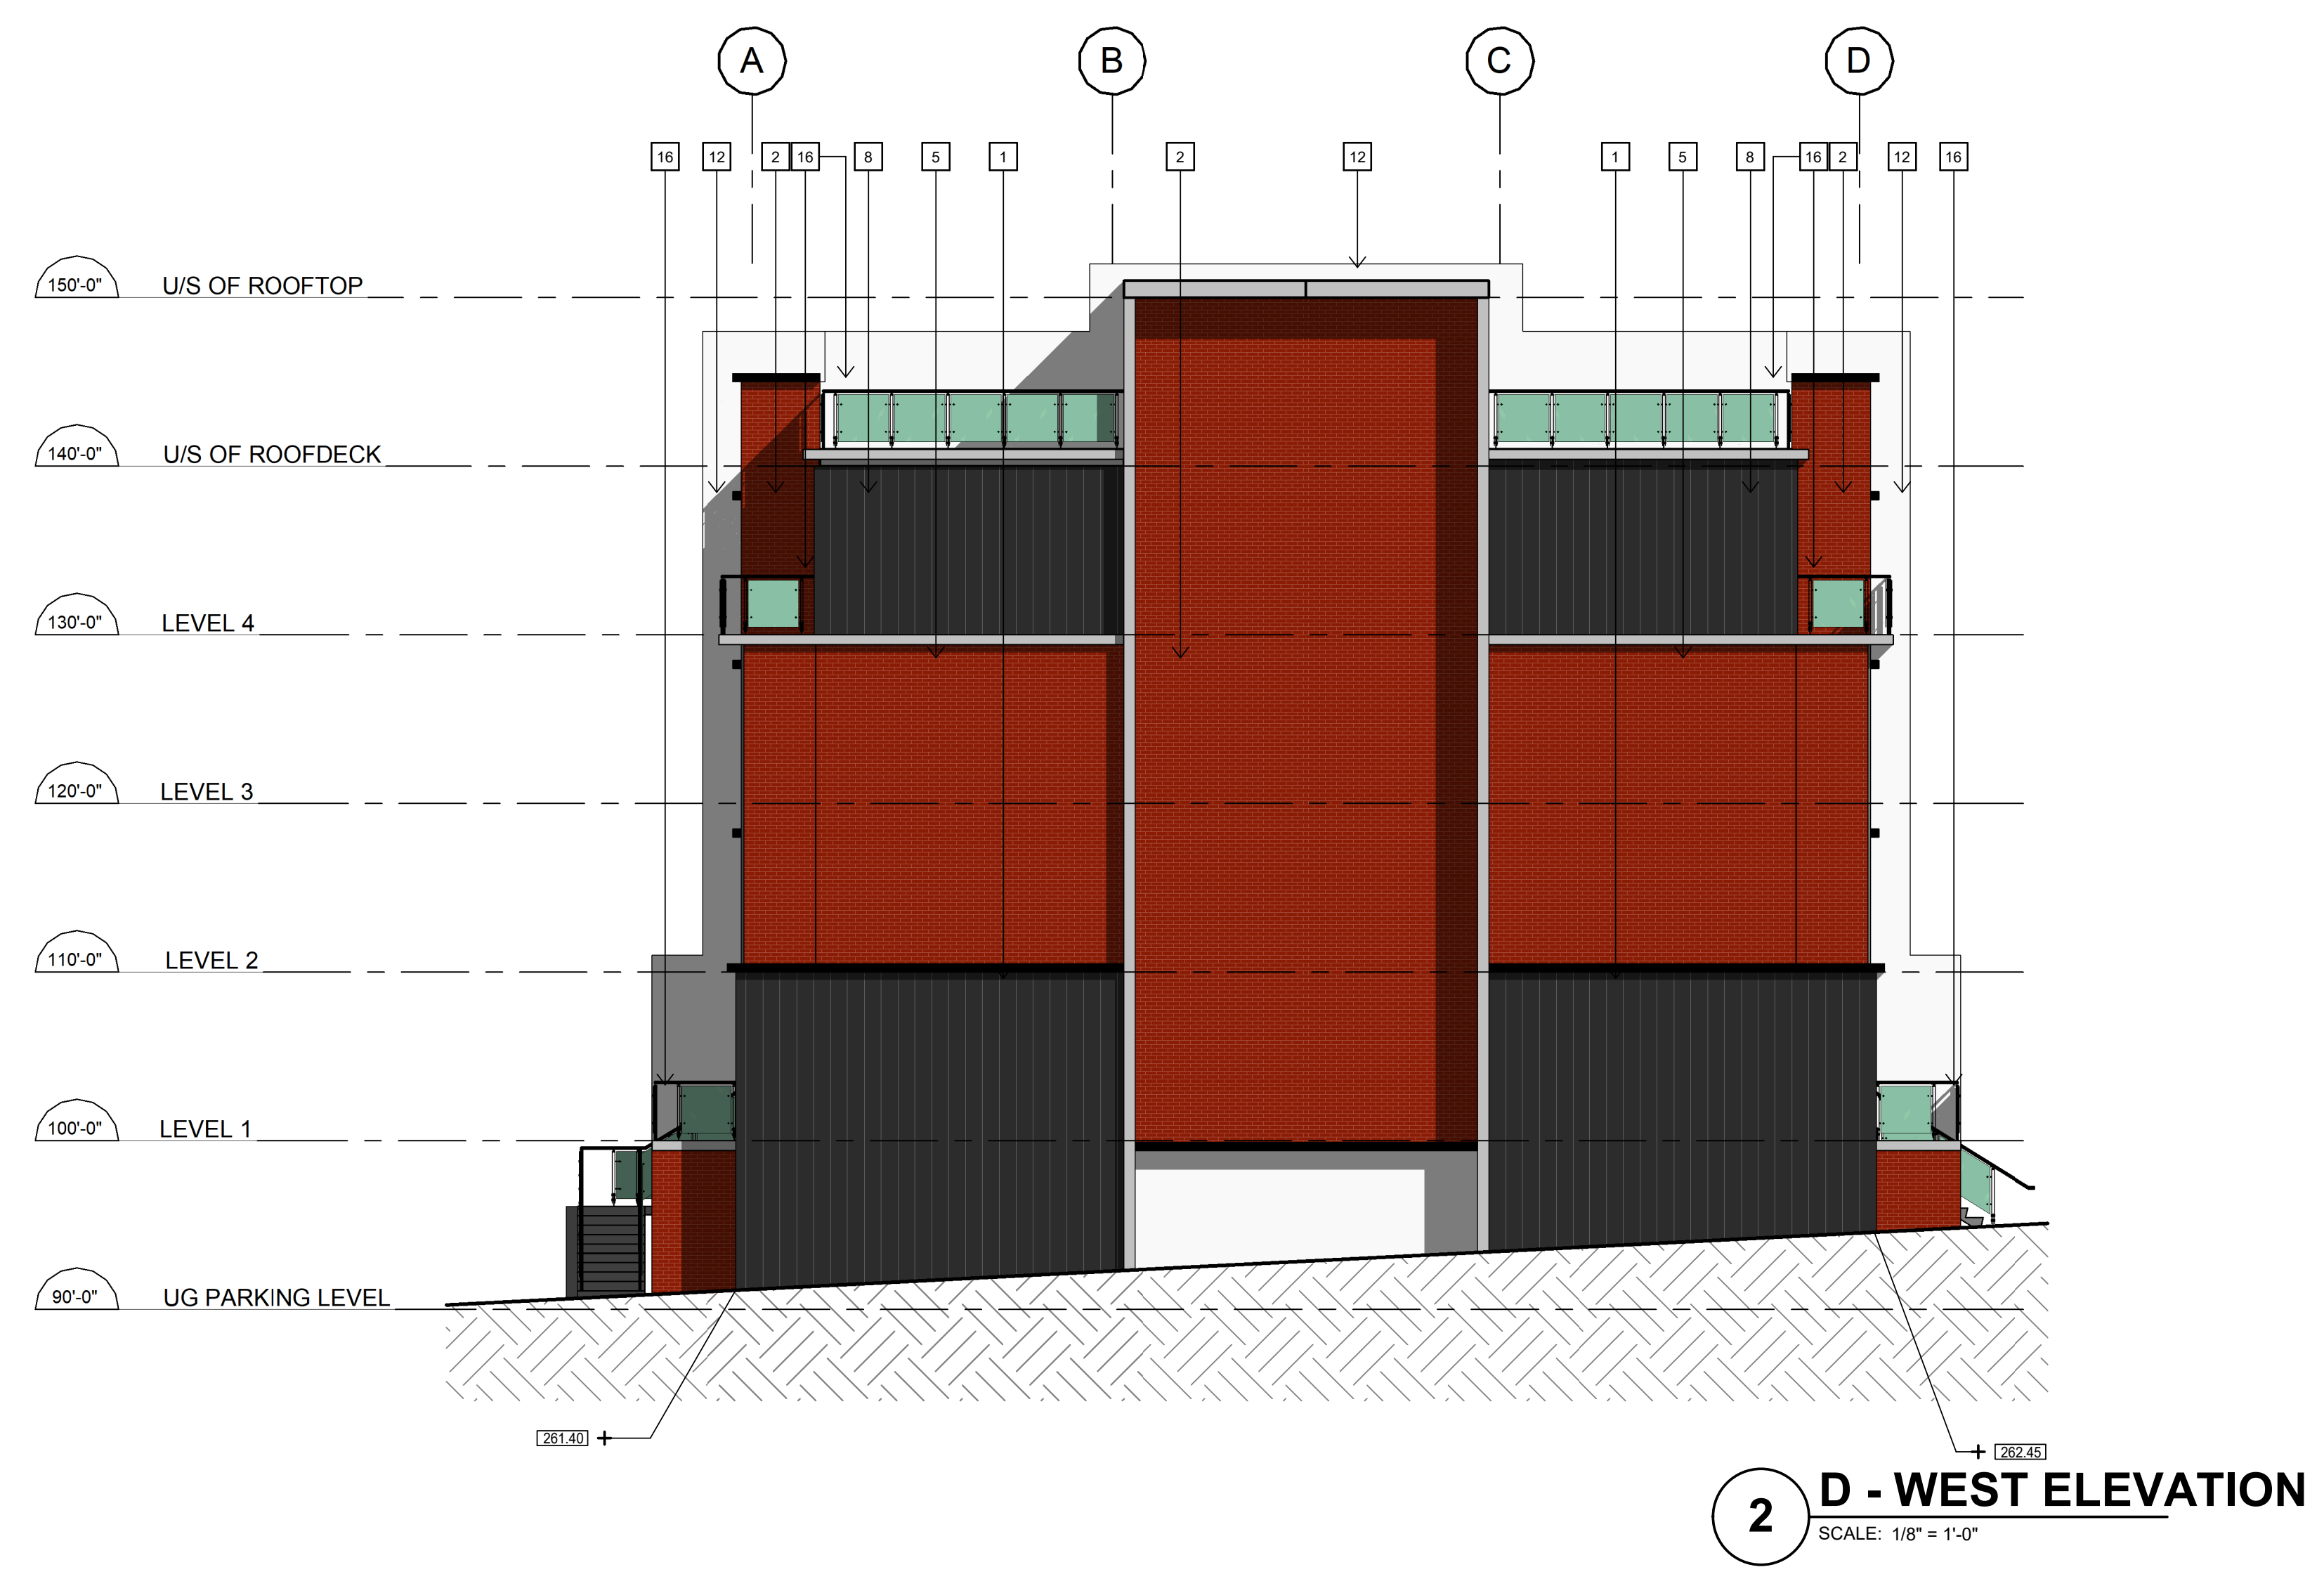 A B C D
16 12 2 16 8 5 1 2 12 1 5 8 16 2 12 16
150'-0" U/S OF ROOFTOP
140'-0" U/S OF ROOFDECK
130'-0" LEVEL 4
120'-0" LEVEL 3
110'-0" LEVEL 2
100'-0" LEVEL 1
90'-0" UG PARKING LEVEL
261.40
262.45
2 D - WEST ELEVATION
SCALE: 1/8" = 1'-0"